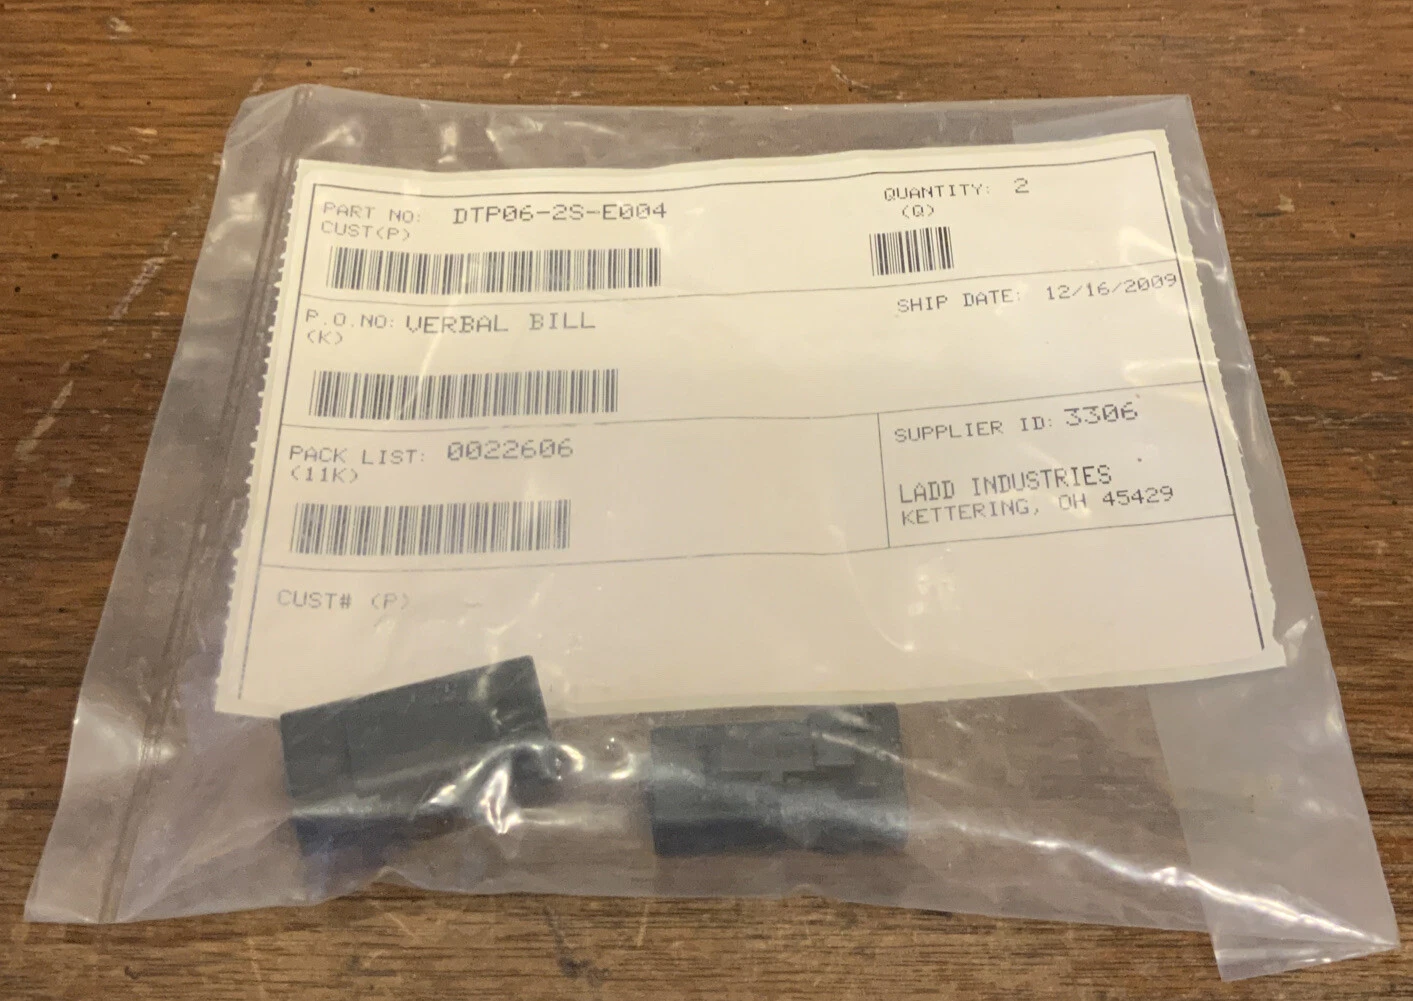 PART NO: DTP06-2S-E004
CUST(P)
QUANTITY: 2
(Q)
P.O.NO: VERBAL BILL
(K)
SHIP DATE: 12/16/2009
PACK LIST: 0022606
(11K)
SUPPLIER ID: 3306
LADD INDUSTRIES
KETTERING, OH 45429
CUST# (P)